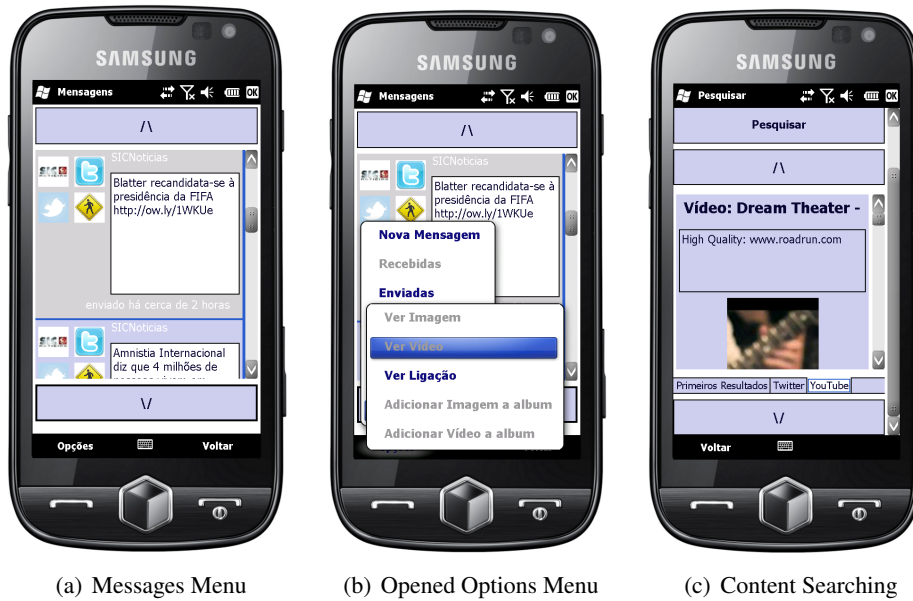 SAMSUNG
Mensagens
OK
/\
SICNoticias
Blatter recandidata-se à
presidência da FIFA
http://ow.ly/1WKUe
enviado há cerca de 2 horas
SICNoticias
Amnistia Internacional
diz que 4 milhões de
\/
Opções
Voltar
(a) Messages Menu
SAMSUNG
Mensagens
OK
/\
SICNoticias
Blatter recandidata-se à
presidência da FIFA
http://ow.ly/1WKUe
Nova Mensagem
Recebidas
Enviadas
Ver Imagem
Ver Vídeo
Ver Ligação
Adicionar Imagem a album
Adicionar Vídeo a album
(b) Opened Options Menu
SAMSUNG
Pesquisar
OK
Pesquisar
/\
Vídeo: Dream Theater -
High Quality: www.roadrun.com
Primeiros Resultados
Twitter
YouTube
\/
Voltar
(c) Content Searching